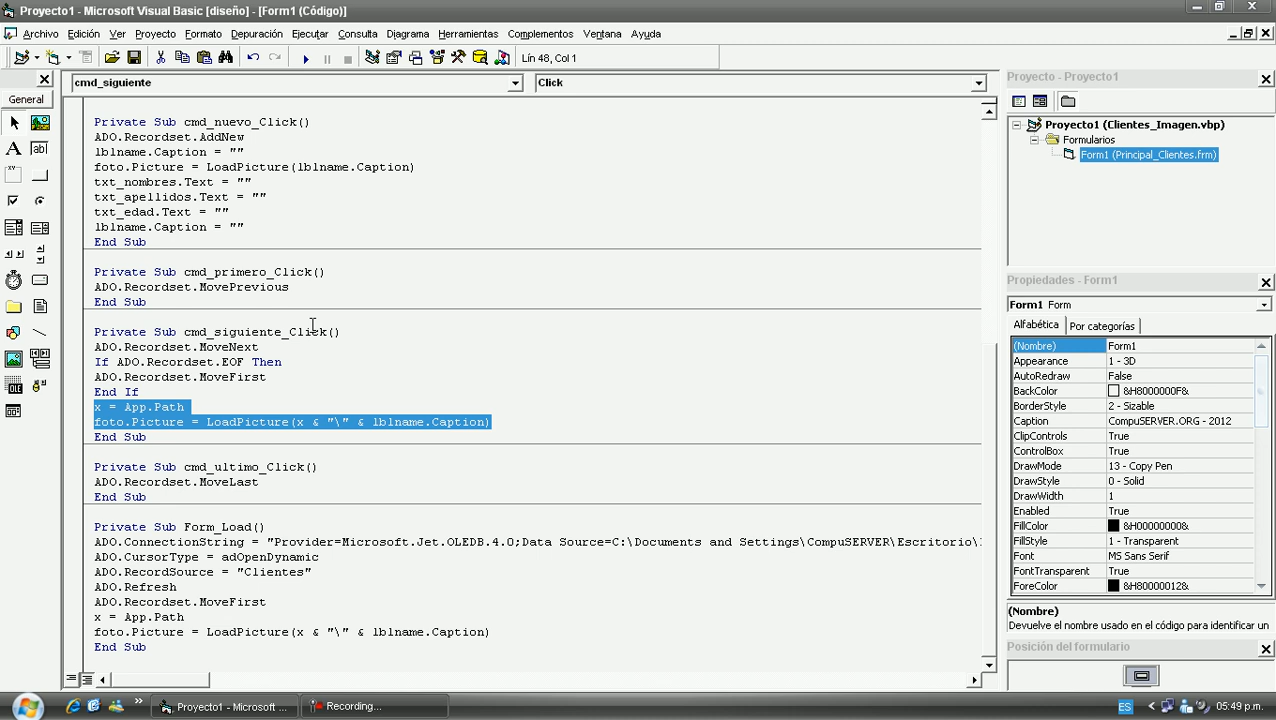 Proyecto1 - Microsoft Visual Basic [diseño] - [Form1 (Código)]
Archivo Edición Ver Proyecto Formato Depuración Ejecutar Consulta Diagrama Herramientas Complementos Ventana Ayuda
Lín 48, Col 1
General
cmd_siguiente
Click
Private Sub cmd_nuevo_Click()
ADO.Recordset.AddNew
lblname.Caption = ""
foto.Picture = LoadPicture(lblname.Caption)
txt_nombres.Text = ""
txt_apellidos.Text = ""
txt_edad.Text = ""
lblname.Caption = ""
End Sub
Private Sub cmd_primero_Click()
ADO.Recordset.MovePrevious
End Sub
Private Sub cmd_siguiente_Click()
ADO.Recordset.MoveNext
If ADO.Recordset.EOF Then
ADO.Recordset.MoveFirst
End If
x = App.Path
foto.Picture = LoadPicture(x & "\" & lblname.Caption)
End Sub
Private Sub cmd_ultimo_Click()
ADO.Recordset.MoveLast
End Sub
Private Sub Form_Load()
ADO.ConnectionString = "Provider=Microsoft.Jet.OLEDB.4.0;Data Source=C:\Documents and Settings\CompuSERVER\Escritorio\
ADO.CursorType = adOpenDynamic
ADO.RecordSource = "Clientes"
ADO.Refresh
ADO.Recordset.MoveFirst
x = App.Path
foto.Picture = LoadPicture(x & "\" & lblname.Caption)
End Sub
Proyecto - Proyecto1
Proyecto1 (Clientes_Imagen.vbp)
Formularios
Form1 (Principal_Clientes.frm)
Propiedades - Form1
Form1 Form
Alfabética Por categorías
(Nombre) Form1
Appearance 1 - 3D
AutoRedraw False
BackColor &H8000000F&
BorderStyle 2 - Sizable
Caption CompuSERVER.ORG - 2012
ClipControls True
ControlBox True
DrawMode 13 - Copy Pen
DrawStyle 0 - Solid
DrawWidth 1
Enabled True
FillColor &H00000000&
FillStyle 1 - Transparent
Font MS Sans Serif
FontTransparent True
ForeColor &H80000012&
(Nombre)
Devuelve el nombre usado en el código para identificar un
Posición del formulario
Proyecto1 - Microsoft ...
Recording...
ES
05:49 p.m.